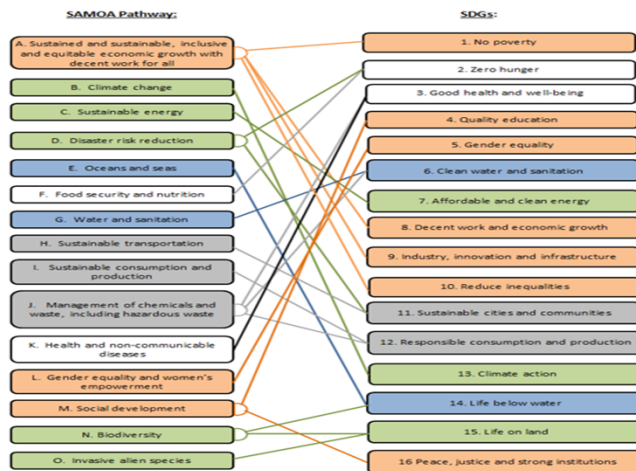 SAMOA Pathway:
A. Sustained and sustainable, inclusive
and equitable economic growth with
decent work for all
B. Climate change
C. Sustainable energy
D. Disaster risk reduction
E. Oceans and seas
F. Food security and nutrition
G. Water and sanitation
H. Sustainable transportation
I. Sustainable consumption and
production
J. Management of chemicals and
waste, including hazardous waste
K. Health and non-communicable
diseases
L. Gender equality and women's
empowerment
M. Social development
N. Biodiversity
O. Invasive alien species
SDGs:
1. No poverty
2. Zero hunger
3. Good health and well-being
4. Quality education
5. Gender equality
6. Clean water and sanitation
7. Affordable and clean energy
8. Decent work and economic growth
9. Industry, innovation and infrastructure
10. Reduce inequalities
11. Sustainable cities and communities
12. Responsible consumption and production
13. Climate action
14. Life below water
15. Life on land
16 Peace, justice and strong institutions